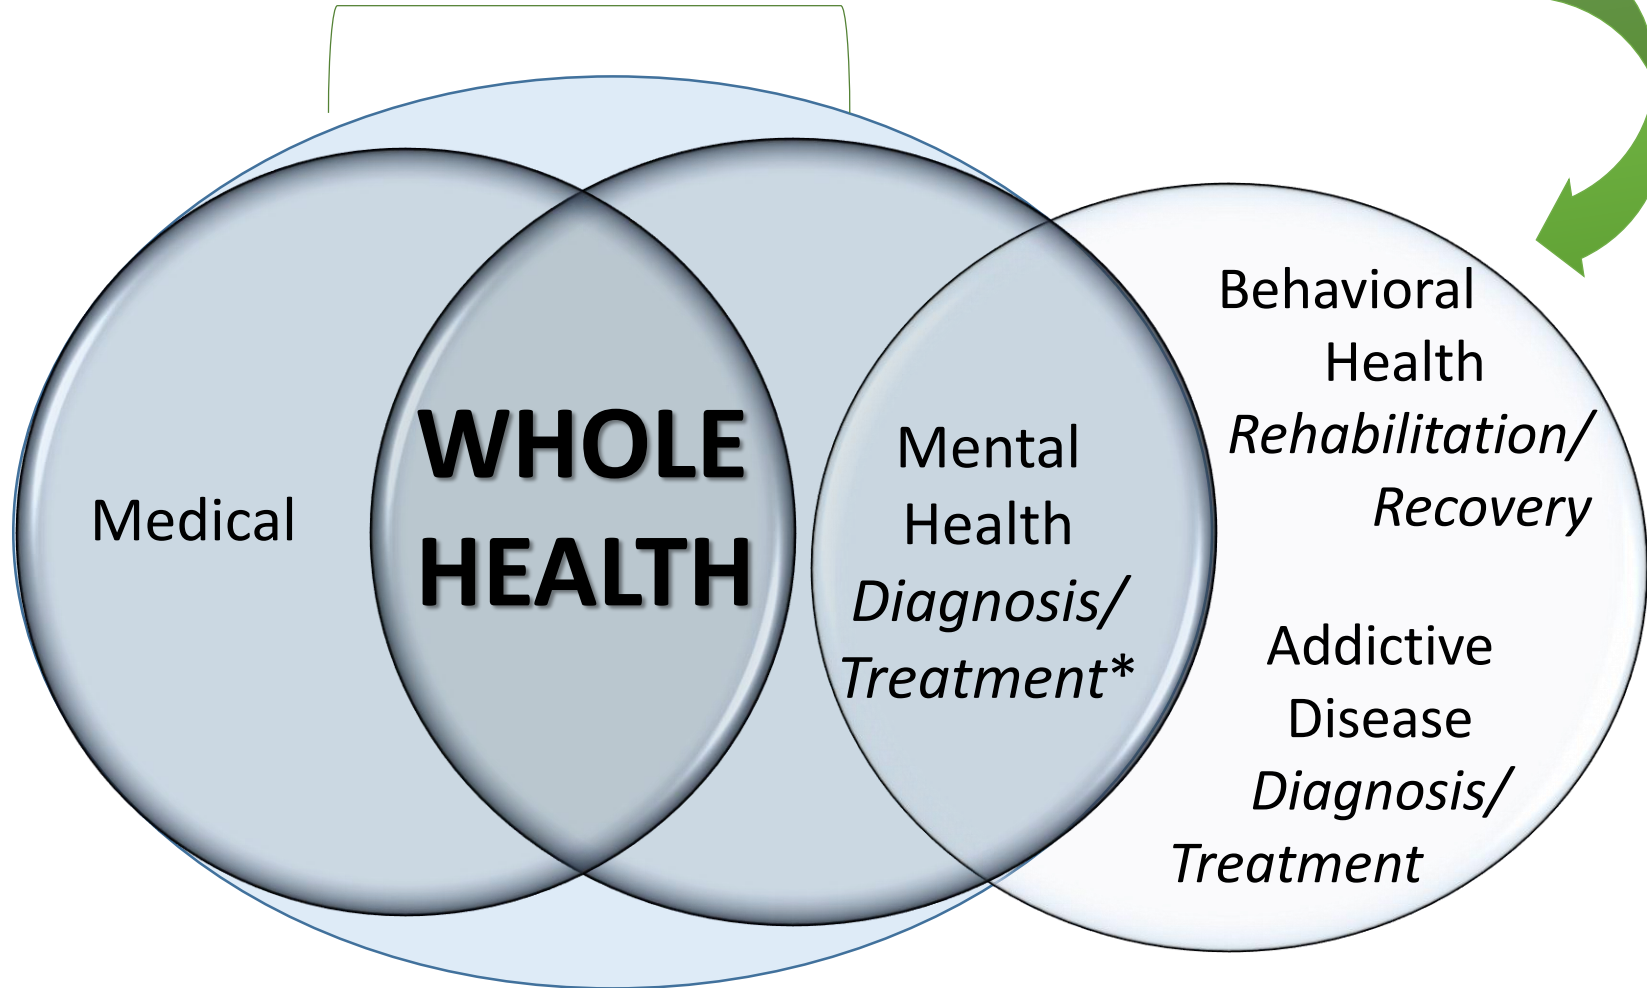 Medical
WHOLE
HEALTH
Mental
Health
Diagnosis/
Treatment*
Behavioral
Health
Rehabilitation/
Recovery
Addictive
Disease
Diagnosis/
Treatment